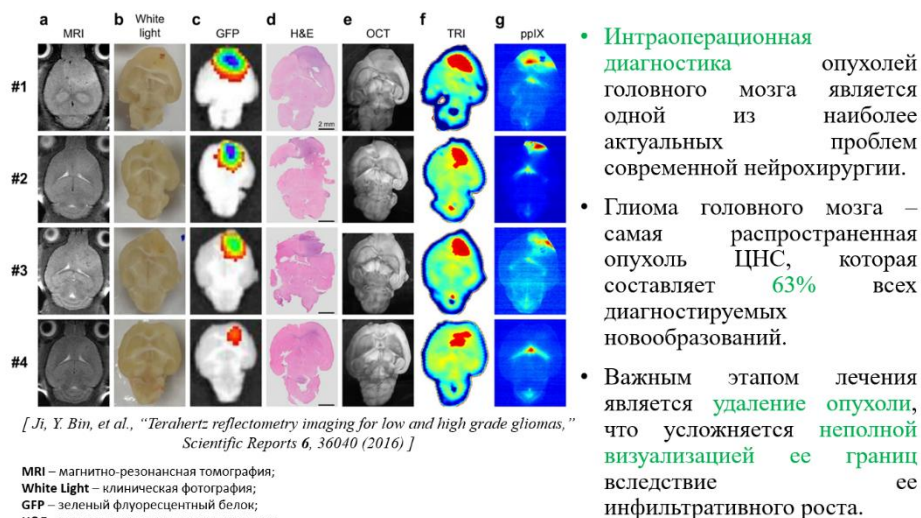 a b c d e f g
MRI White light GFP H&E OCT TRI ppIX
#1
2 mm
#2
#3
#4
[ Ji, Y. Bin, et al., “Terahertz reflectometry imaging for low and high grade gliomas,”
Scientific Reports 6, 36040 (2016) ]
MRI – магнитно-резонансная томография;
White Light – клиническая фотография;
GFP – зеленый флуоресцентный белок;
• Интраоперационная
диагностика опухолей
головного мозга является
одной из наиболее
актуальных проблем
современной нейрохирургии.
• Глиома головного мозга –
самая распространенная
опухоль ЦНС, которая
составляет 63% всех
диагностируемых
новообразований.
• Важным этапом лечения
является удаление опухоли,
что усложняется неполной
визуализацией ее границ
вследствие ее
инфильтративного роста.